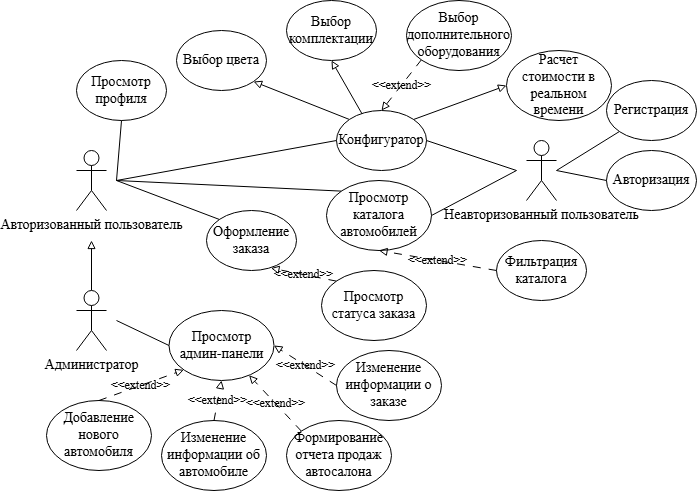 Выбор
комплектации
Выбор
дополнительного
оборудования
Выбор цвета
Просмотр
профиля
<<extend>>
Расчет
стоимости в
реальном
времени
Регистрация
Конфигуратор
Авторизация
Просмотр
каталога
автомобилей
Неавторизованный пользователь
Авторизованный пользователь
Оформление
заказа
<<extend>>
<<extend>>
Фильтрация
каталога
Просмотр
статуса заказа
Просмотр
админ-панели
Администратор
<<extend>>
Изменение
информации о
заказе
<<extend>>
<<extend>>
<<extend>>
Добавление
нового
автомобиля
Изменение
информации об
автомобиле
Формирование
отчета продаж
автосалона